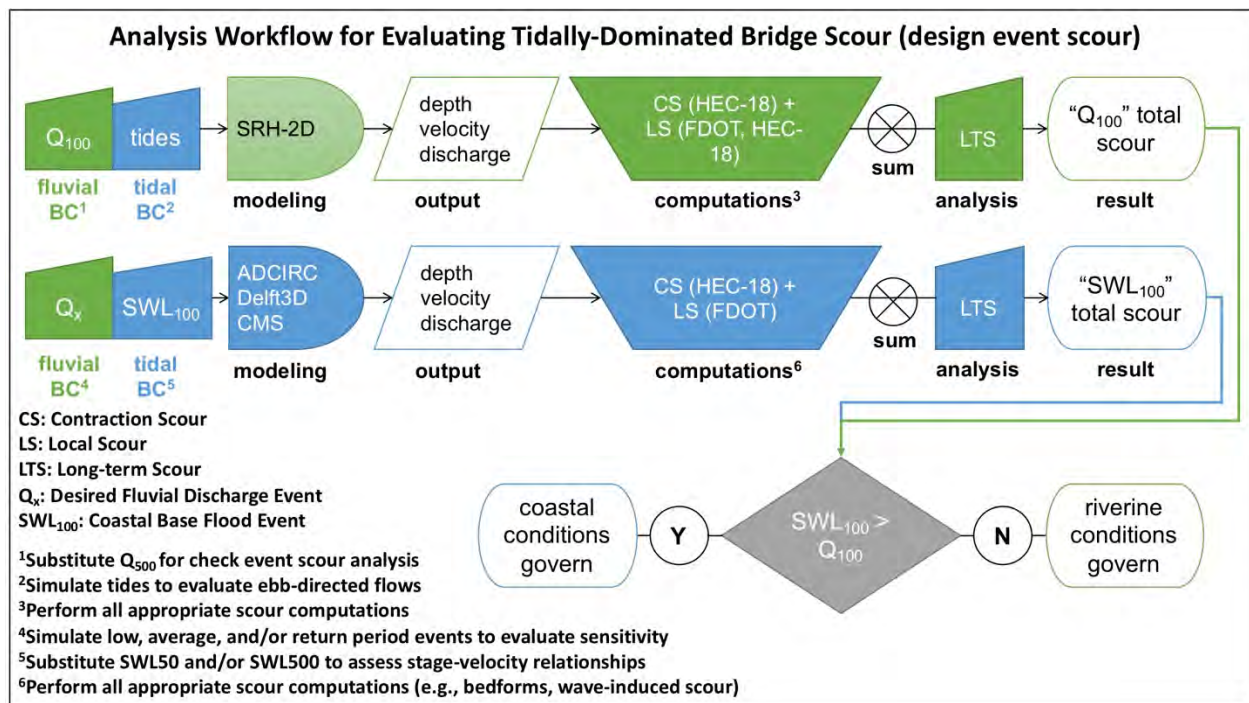 Analysis Workflow for Evaluating Tidally-Dominated Bridge Scour (design event scour)
Q100
tides
SRH-2D
depth
velocity
discharge
CS (HEC-18) +
LS (FDOT, HEC-
18)
sum
LTS
"Q100" total
scour
fluvial
BC1
tidal
BC2
modeling
output
computations3
analysis
result
Qx
SWL100
ADCIRC
Delft3D
CMS
depth
velocity
discharge
CS (HEC-18) +
LS (FDOT)
sum
LTS
"SWL100"
total scour
fluvial
BC4
tidal
BC5
modeling
output
computations6
analysis
result
CS: Contraction Scour
LS: Local Scour
LTS: Long-term Scour
Qx: Desired Fluvial Discharge Event
SWL100: Coastal Base Flood Event
coastal
conditions
govern
Y
SWL100 >
Q100
N
riverine
conditions
govern
1Substitute Q500 for check event scour analysis
2Simulate tides to evaluate ebb-directed flows
3Perform all appropriate scour computations
4Simulate low, average, and/or return period events to evaluate sensitivity
5Substitute SWL50 and/or SWL500 to assess stage-velocity relationships
6Perform all appropriate scour computations (e.g., bedforms, wave-induced scour)